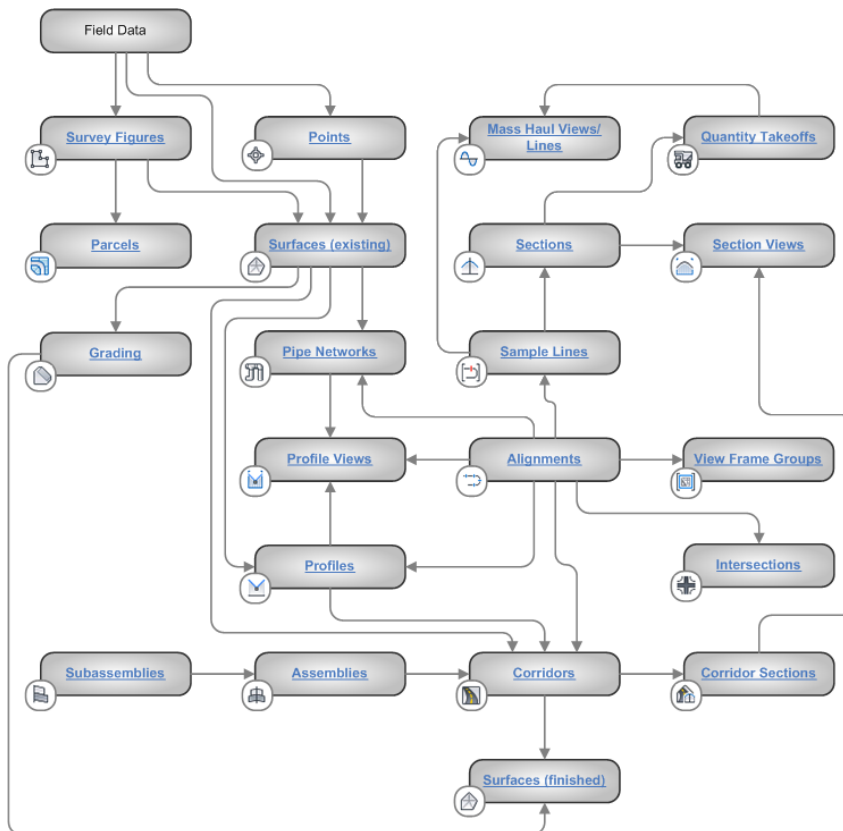 Field Data
Survey Figures
Points
Mass Haul Views/
Lines
Quantity Takeoffs
Parcels
Surfaces (existing)
Sections
Section Views
Grading
Pipe Networks
Sample Lines
Profile Views
Alignments
View Frame Groups
Profiles
Intersections
Subassemblies
Assemblies
Corridors
Corridor Sections
Surfaces (finished)